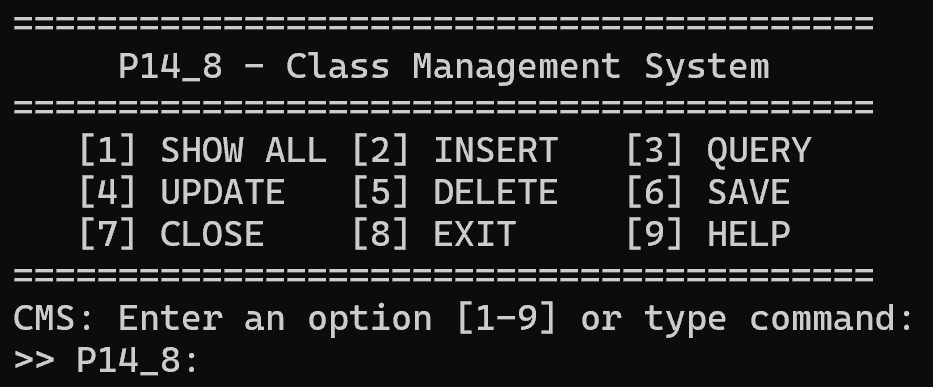 =========================================
P14_8 - Class Management System
=========================================
[1] SHOW ALL [2] INSERT [3] QUERY
[4] UPDATE [5] DELETE [6] SAVE
[7] CLOSE [8] EXIT [9] HELP
=========================================
CMS: Enter an option [1-9] or type command:
>> P14_8: